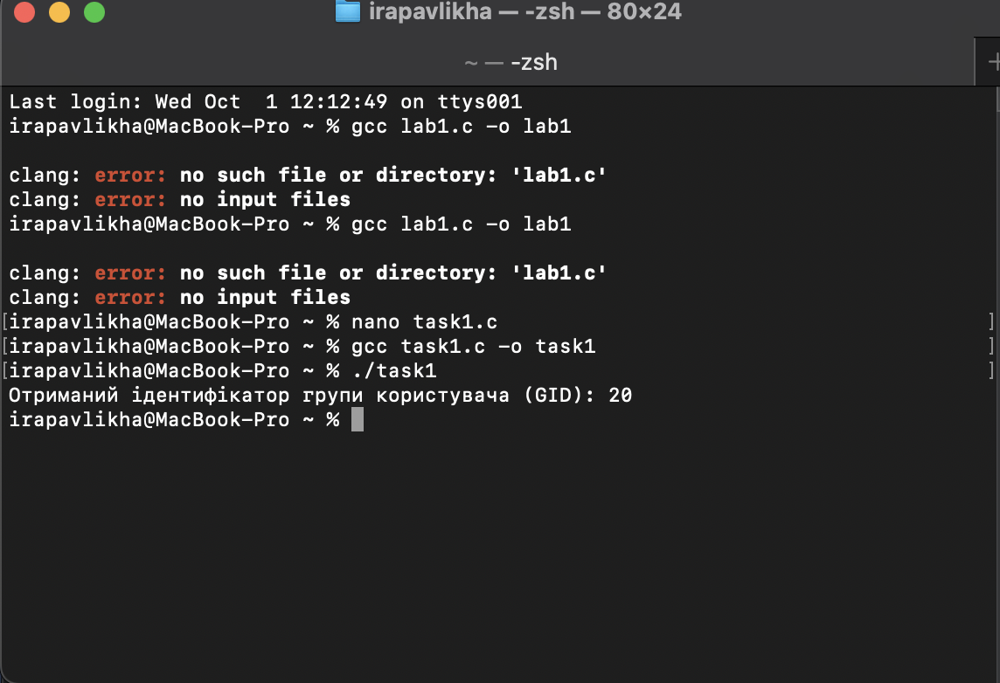 irapavlikha — -zsh — 80×24
~ — -zsh
Last login: Wed Oct  1 12:12:49 on ttys001
irapavlikha@MacBook-Pro ~ % gcc lab1.c -o lab1
clang: error: no such file or directory: 'lab1.c'
clang: error: no input files
irapavlikha@MacBook-Pro ~ % gcc lab1.c -o lab1
clang: error: no such file or directory: 'lab1.c'
clang: error: no input files
[irapavlikha@MacBook-Pro ~ % nano task1.c ]
[irapavlikha@MacBook-Pro ~ % gcc task1.c -o task1 ]
[irapavlikha@MacBook-Pro ~ % ./task1 ]
Отриманий ідентифікатор групи користувача (GID): 20
irapavlikha@MacBook-Pro ~ %